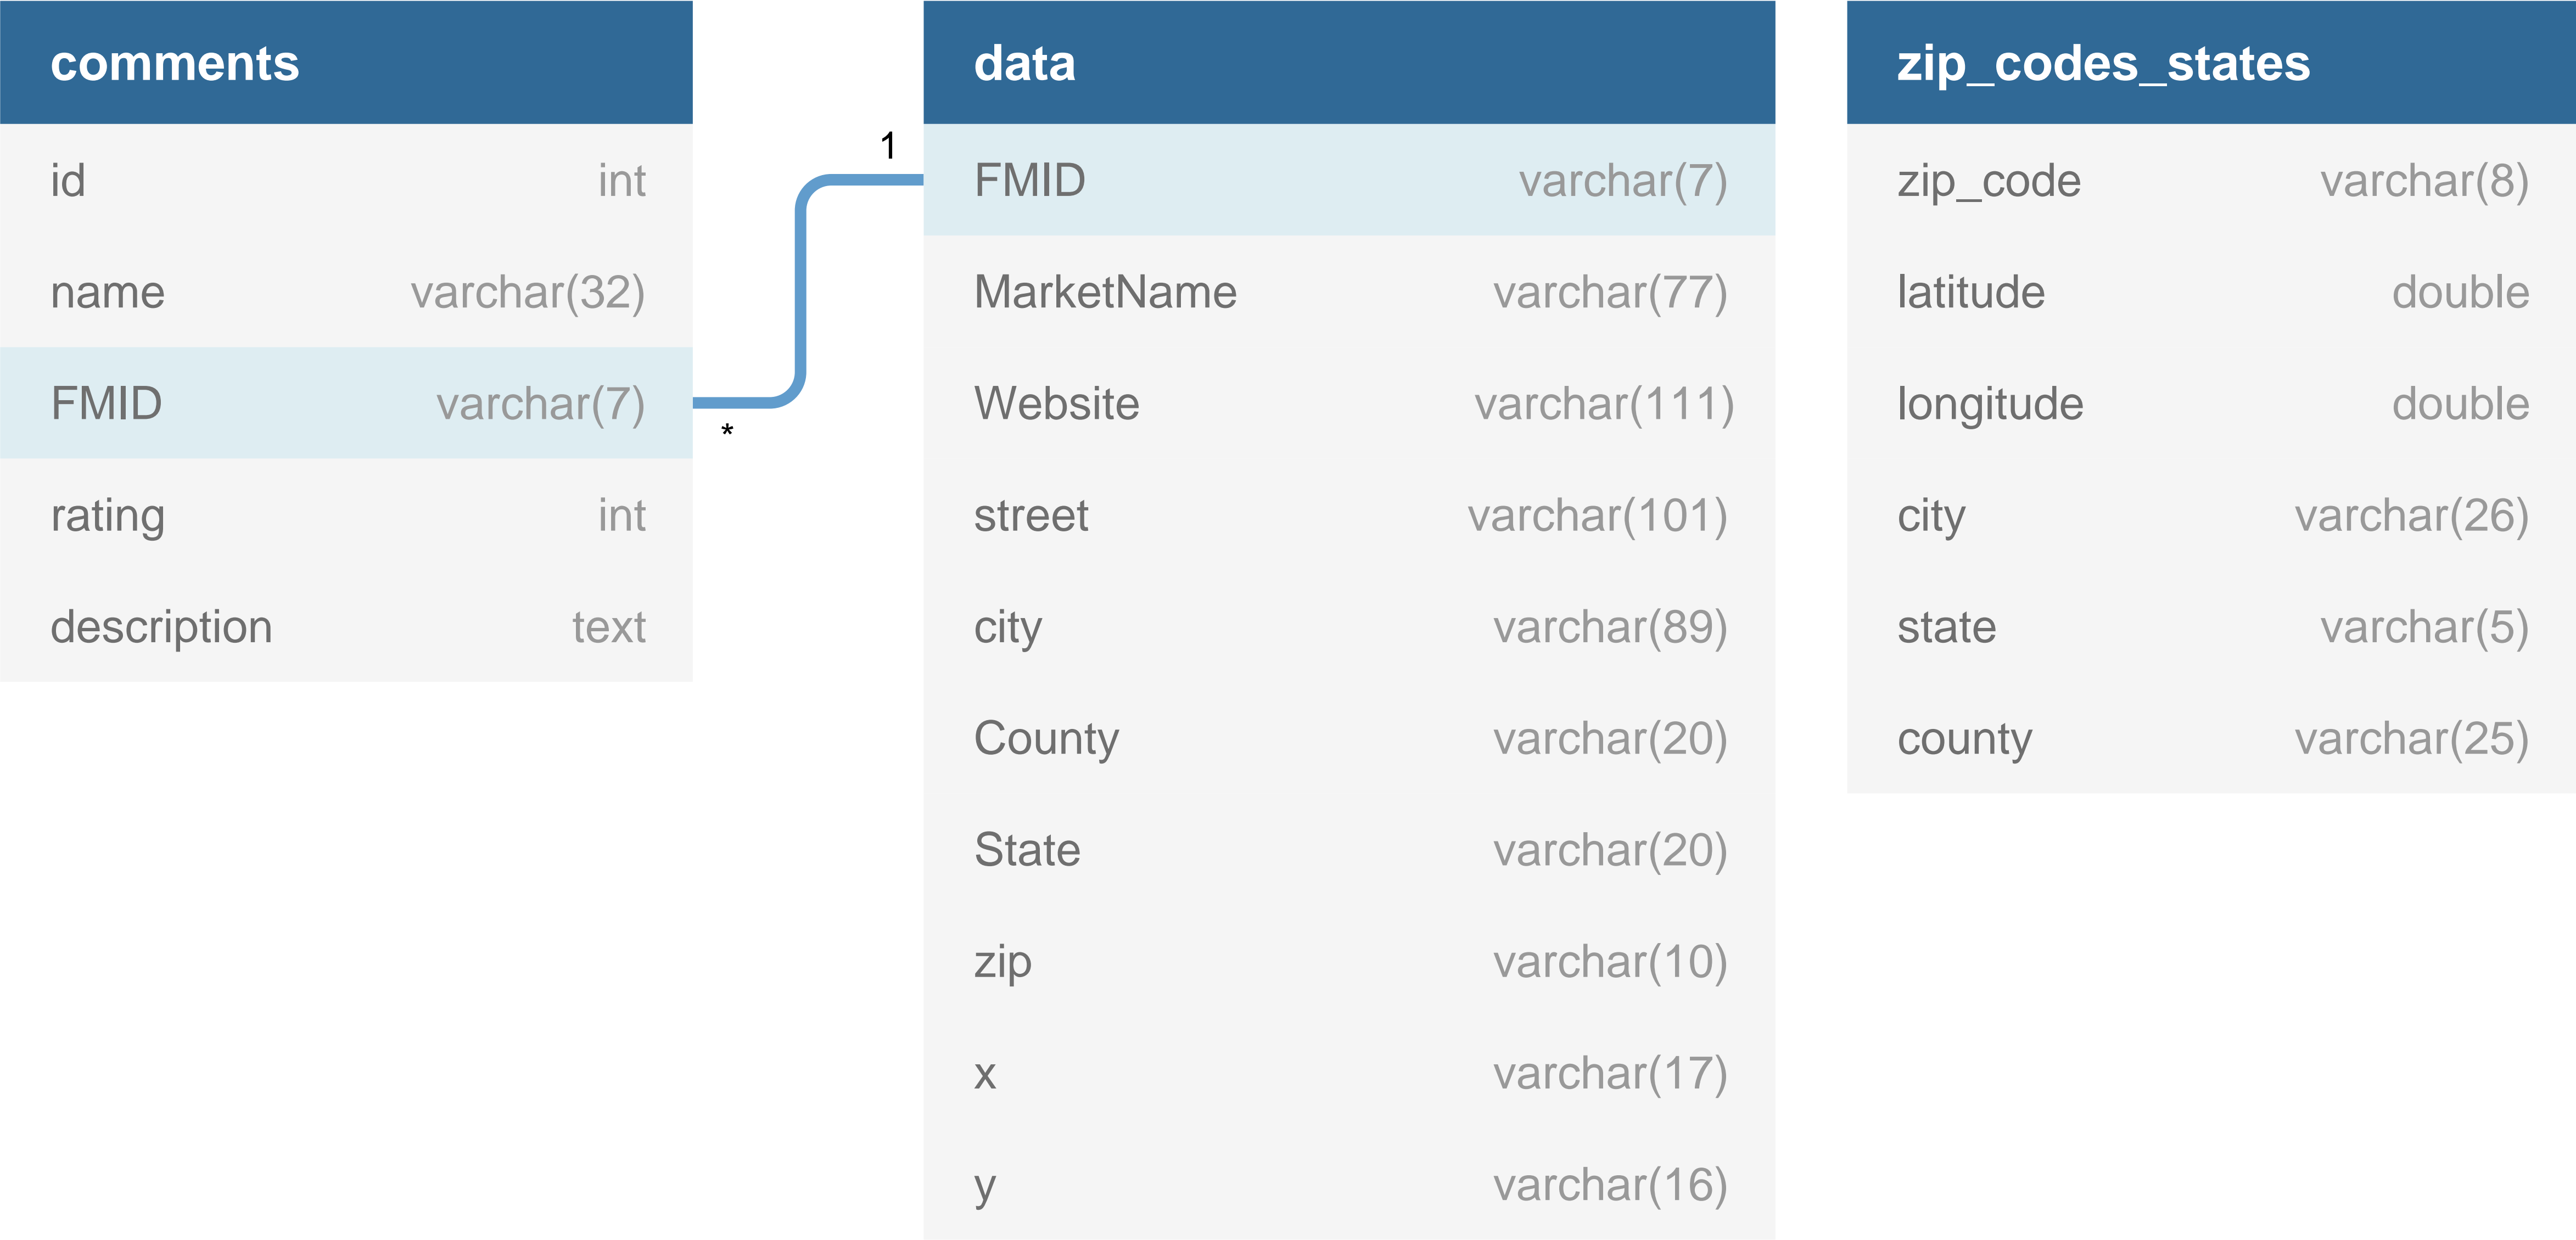 comments
id int
name varchar(32)
FMID varchar(7)
rating int
description text
1
*
data
FMID varchar(7)
MarketName varchar(77)
Website varchar(111)
street varchar(101)
city varchar(89)
County varchar(20)
State varchar(20)
zip varchar(10)
x varchar(17)
y varchar(16)
zip_codes_states
zip_code varchar(8)
latitude double
longitude double
city varchar(26)
state varchar(5)
county varchar(25)